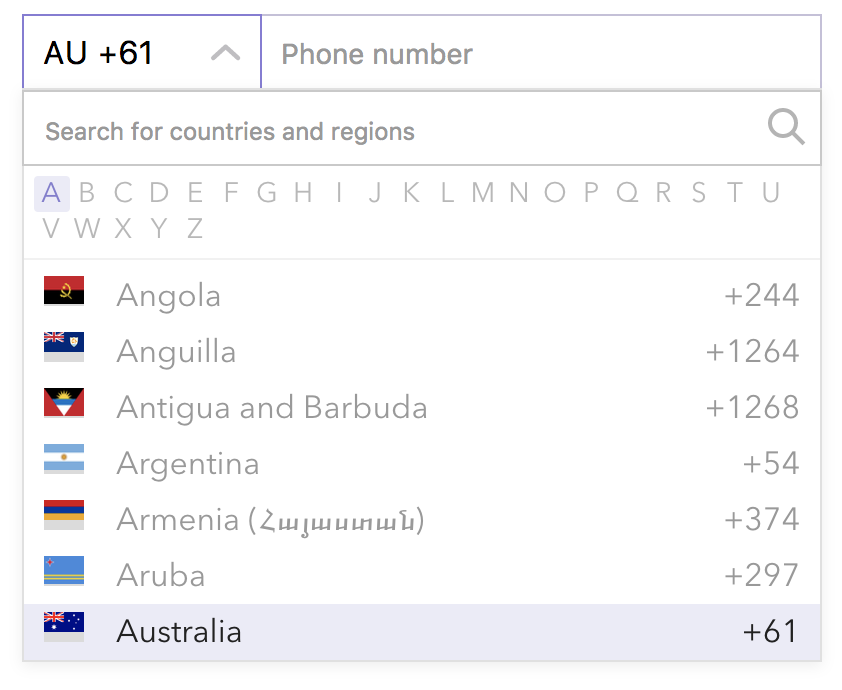 AU +61 Phone number
Search for countries and regions
A B C D E F G H I J K L M N O P Q R S T U
V W X Y Z
Angola +244
Anguilla +1264
Antigua and Barbuda +1268
Argentina +54
Armenia (Հայաստան) +374
Aruba +297
Australia +61